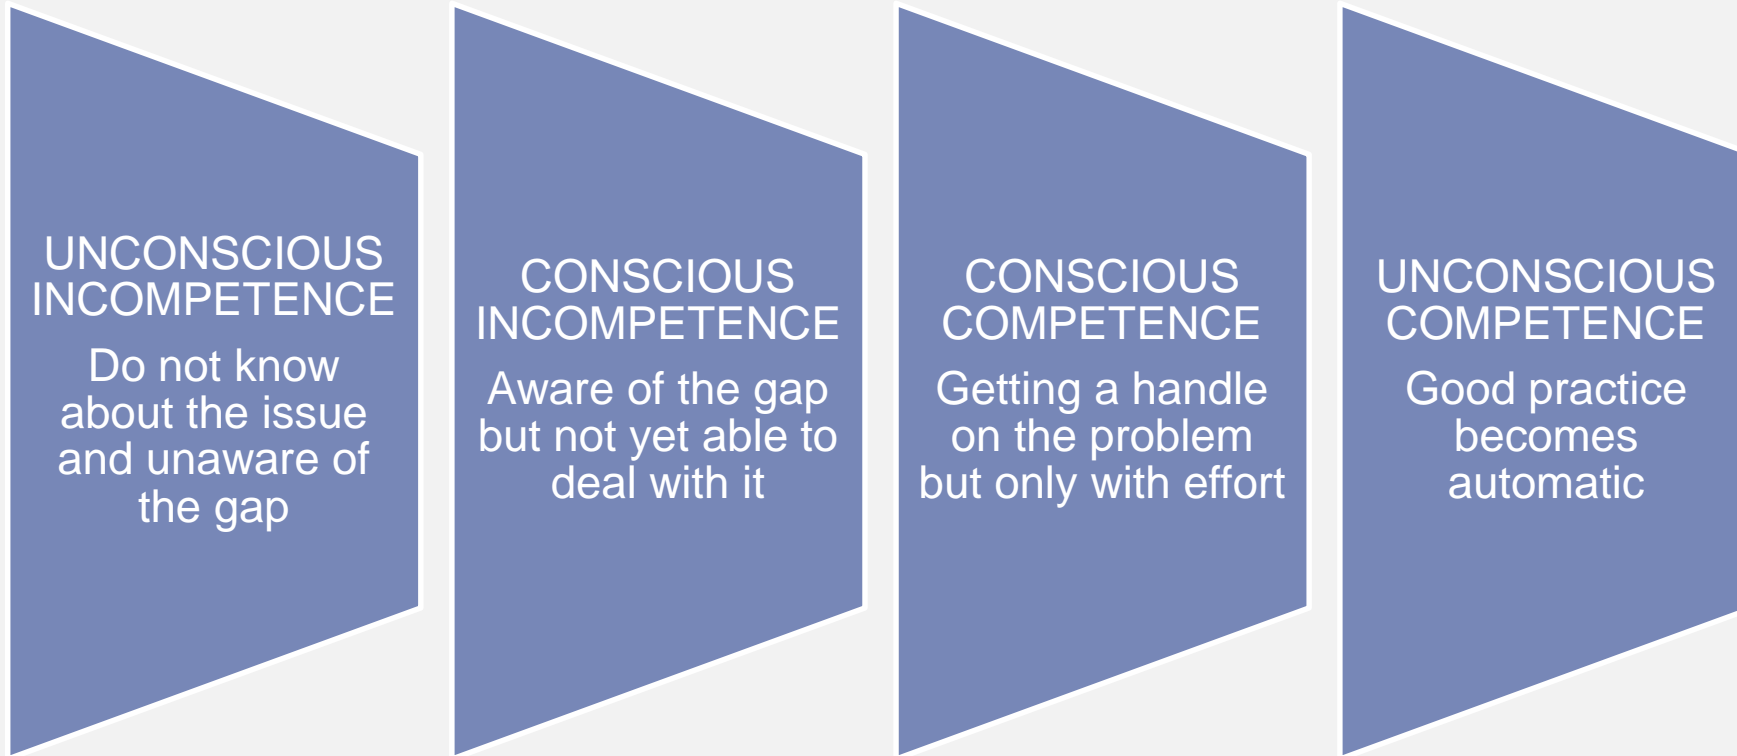 UNCONSCIOUS
INCOMPETENCE
Do not know
about the issue
and unaware of
the gap
CONSCIOUS
INCOMPETENCE
Aware of the gap
but not yet able to
deal with it
CONSCIOUS
COMPETENCE
Getting a handle
on the problem
but only with effort
UNCONSCIOUS
COMPETENCE
Good practice
becomes
automatic